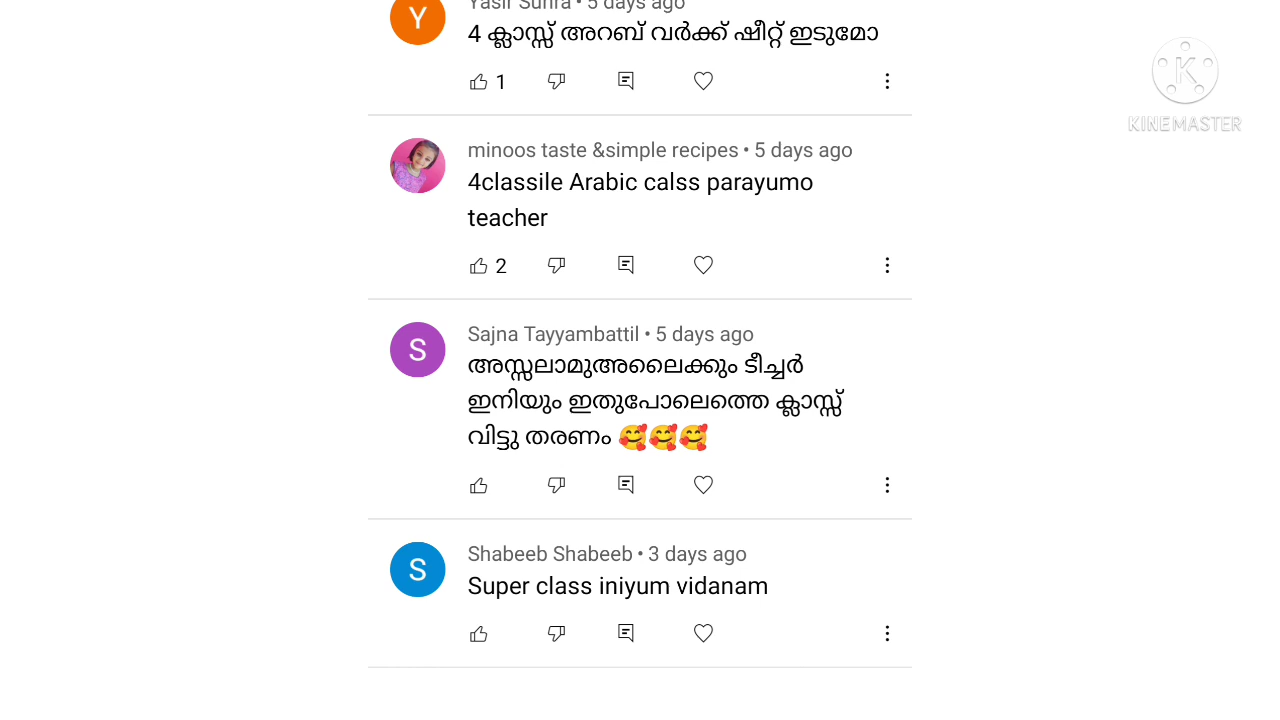 Y
Yasir Suhra • 5 days ago
4 ക്ലാസ്സ് അറബ് വർക്ക് ഷീറ്റ് ഇടുമോ
1
K
KINEMASTER
minoos taste &simple recipes • 5 days ago
4classile Arabic calss parayumo
teacher
2
S
Sajna Tayyambattil • 5 days ago
അസ്സലാമുഅലൈക്കും ടീച്ചർ
ഇനിയും ഇതുപോലെത്തെ ക്ലാസ്സ്
വിട്ടു തരണം 🥰🥰🥰
S
Shabeeb Shabeeb • 3 days ago
Super class iniyum vidanam